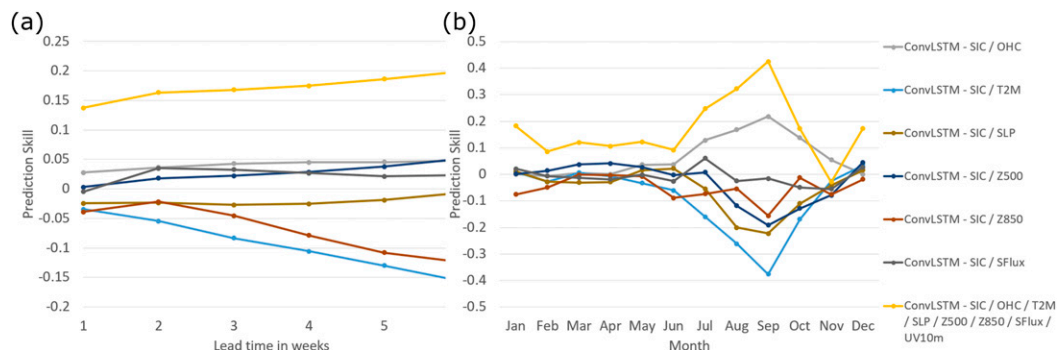 (a)
Prediction Skill
0.25
0.2
0.15
0.1
0.05
0
-0.05
-0.1
-0.15
-0.2
1 2 3 4 5
Lead time in weeks
(b)
Prediction Skill
0.5
0.4
0.3
0.2
0.1
0
-0.1
-0.2
-0.3
-0.4
-0.5
Jan Feb Mar Apr May Jun Jul Aug Sep Oct Nov Dec
Month
ConvLSTM - SIC / OHC
ConvLSTM - SIC / T2M
ConvLSTM - SIC / SLP
ConvLSTM - SIC / Z500
ConvLSTM - SIC / Z850
ConvLSTM - SIC / SFlux
ConvLSTM - SIC / OHC / T2M
/ SLP / Z500 / Z850 / SFlux /
UV10m